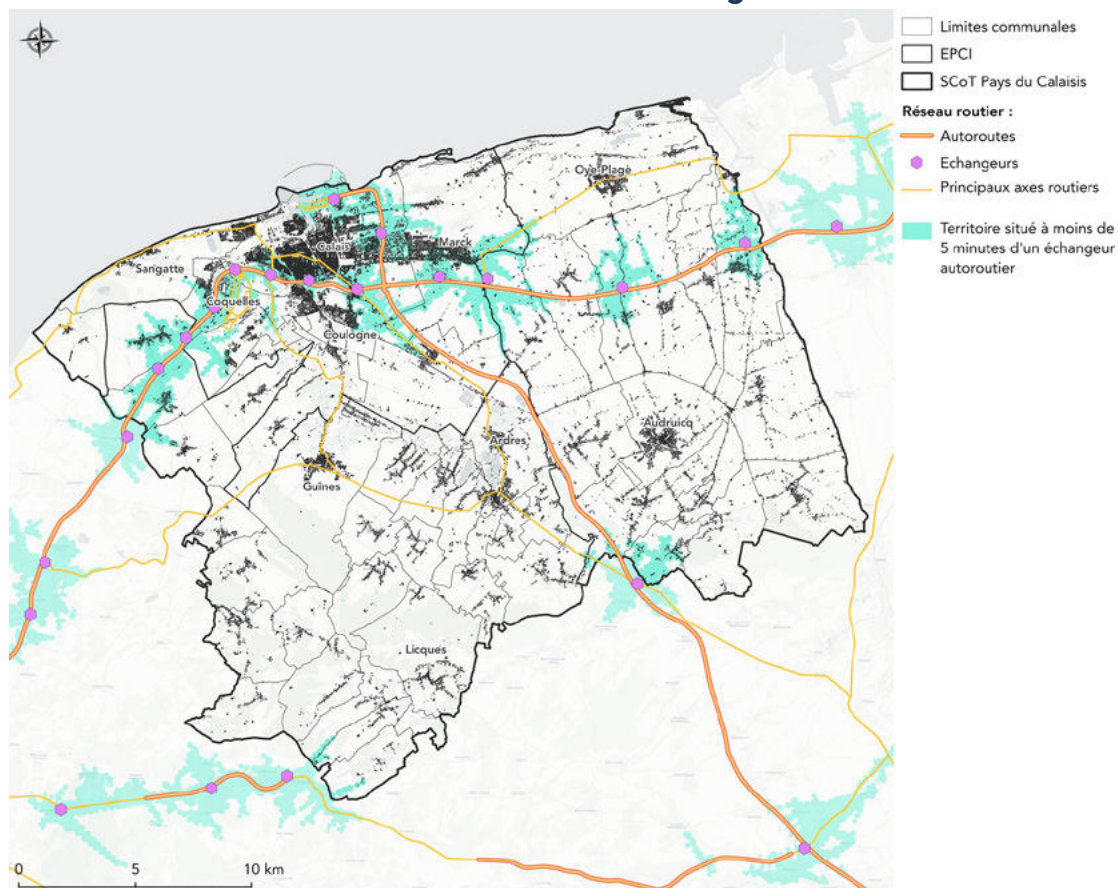 Limites communales
EPCI
SCoT Pays du Calaisis
Réseau routier :
Autoroutes
Echangeurs
Principaux axes routiers
Territoire situé à moins de
5 minutes d'un échangeur
autoroutier
Oye-Plage
Calais
Marck
Sangatte
Coquelles
Coulogne
Ardres
Audruicq
Guînes
Licques
0 5 10 km